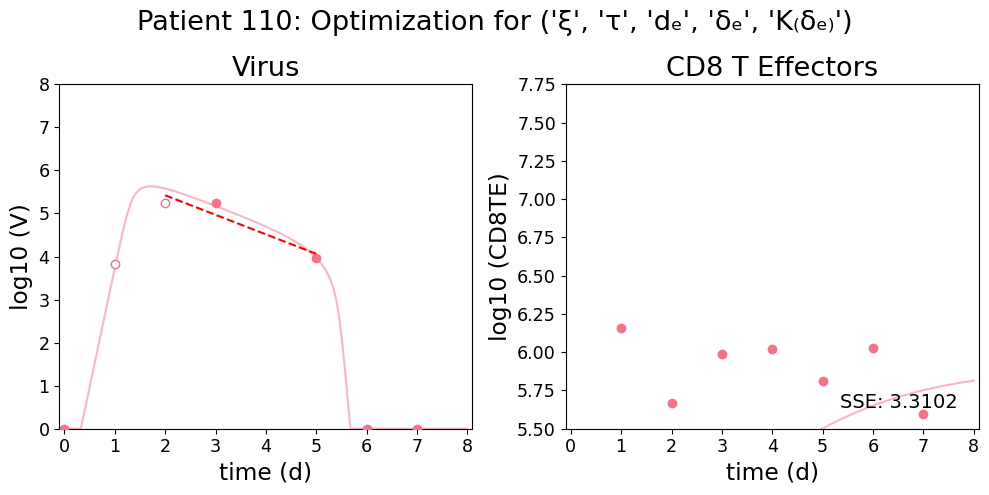 Patient 110: Optimization for ('ξ', 'τ', 'dₑ', 'δₑ', 'K₍δₑ₎')
Virus
CD8 T Effectors
log10 (V)
8
7
6
5
4
3
2
1
0
0 1 2 3 4 5 6 7 8
time (d)
log10 (CD8TE)
7.75
7.50
7.25
7.00
6.75
6.50
6.25
6.00
5.75
5.50
SSE: 3.3102
0 1 2 3 4 5 6 7 8
time (d)